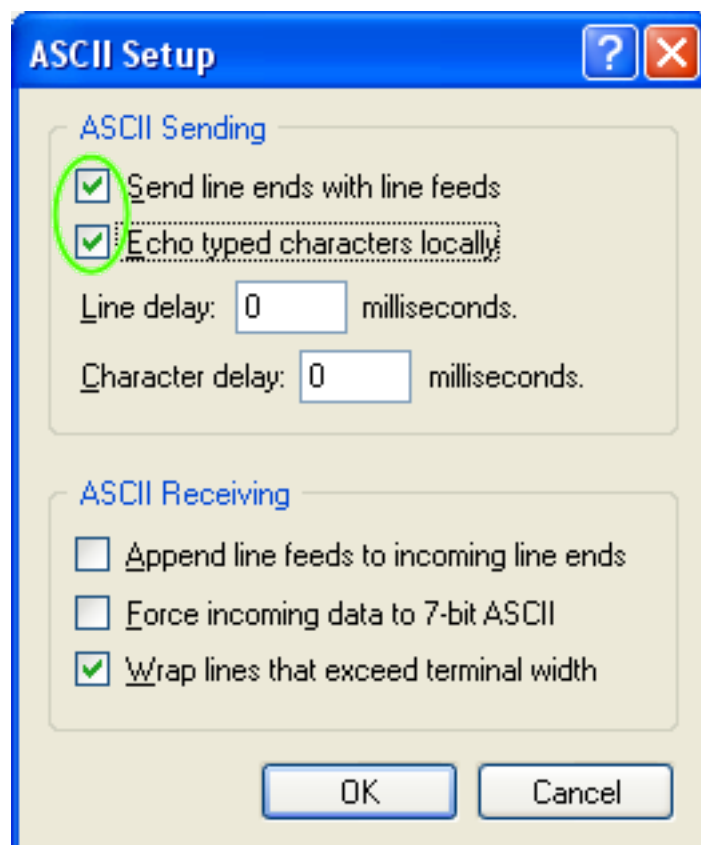 ASCII Setup
ASCII Sending
Send line ends with line feeds
Echo typed characters locally
Line delay: 0 milliseconds.
Character delay: 0 milliseconds.
ASCII Receiving
Append line feeds to incoming line ends
Force incoming data to 7-bit ASCII
Wrap lines that exceed terminal width
OK Cancel